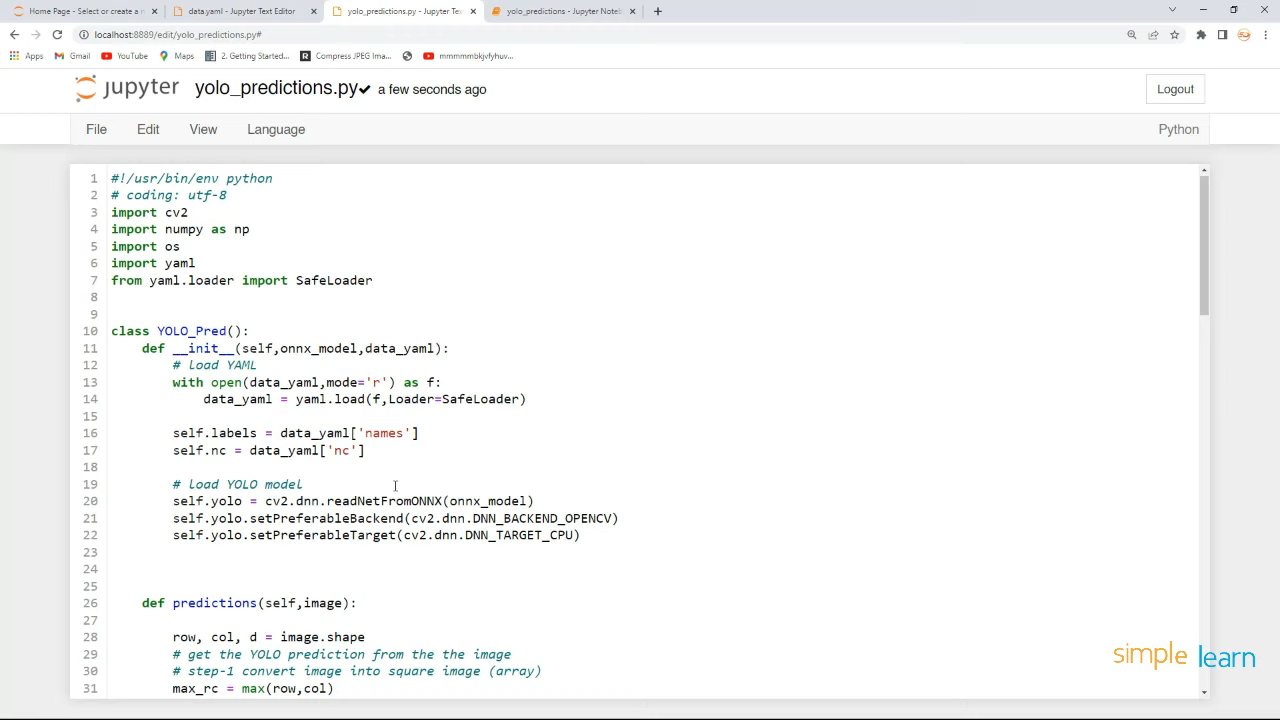 Home Page - Select or create a n
data.yaml - Jupyter Text Editor
yolo_predictions.py - Jupyter Tex
yolo_predictions - Jupyter Noteb
localhost:8889/edit/yolo_predictions.py#
Apps
Gmail
YouTube
Maps
2. Getting Started...
Compress JPEG Ima...
mmmmmbkjvfyhuv...
jupyter
yolo_predictions.py
a few seconds ago
Logout
File
Edit
View
Language
Python
1 #!/usr/bin/env python
2 # coding: utf-8
3 import cv2
4 import numpy as np
5 import os
6 import yaml
7 from yaml.loader import SafeLoader
8
9
10 class YOLO_Pred():
11 def __init__(self,onnx_model,data_yaml):
12 # load YAML
13 with open(data_yaml,mode='r') as f:
14 data_yaml = yaml.load(f,Loader=SafeLoader)
15
16 self.labels = data_yaml['names']
17 self.nc = data_yaml['nc']
18
19 # load YOLO model
20 self.yolo = cv2.dnn.readNetFromONNX(onnx_model)
21 self.yolo.setPreferableBackend(cv2.dnn.DNN_BACKEND_OPENCV)
22 self.yolo.setPreferableTarget(cv2.dnn.DNN_TARGET_CPU)
23
24
25
26 def predictions(self,image):
27
28 row, col, d = image.shape
29 # get the YOLO prediction from the the image
30 # step-1 convert image into square image (array)
31 max_rc = max(row,col)
simplelearn